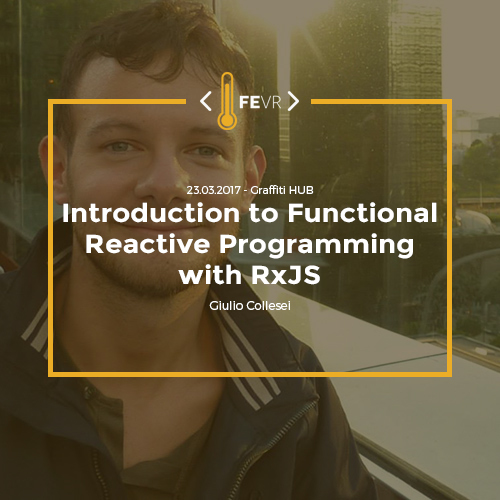 < FEVR >
23.03.2017 - Graffiti HUB
Introduction to Functional
Reactive Programming
with RxJS
Giulio Collesei